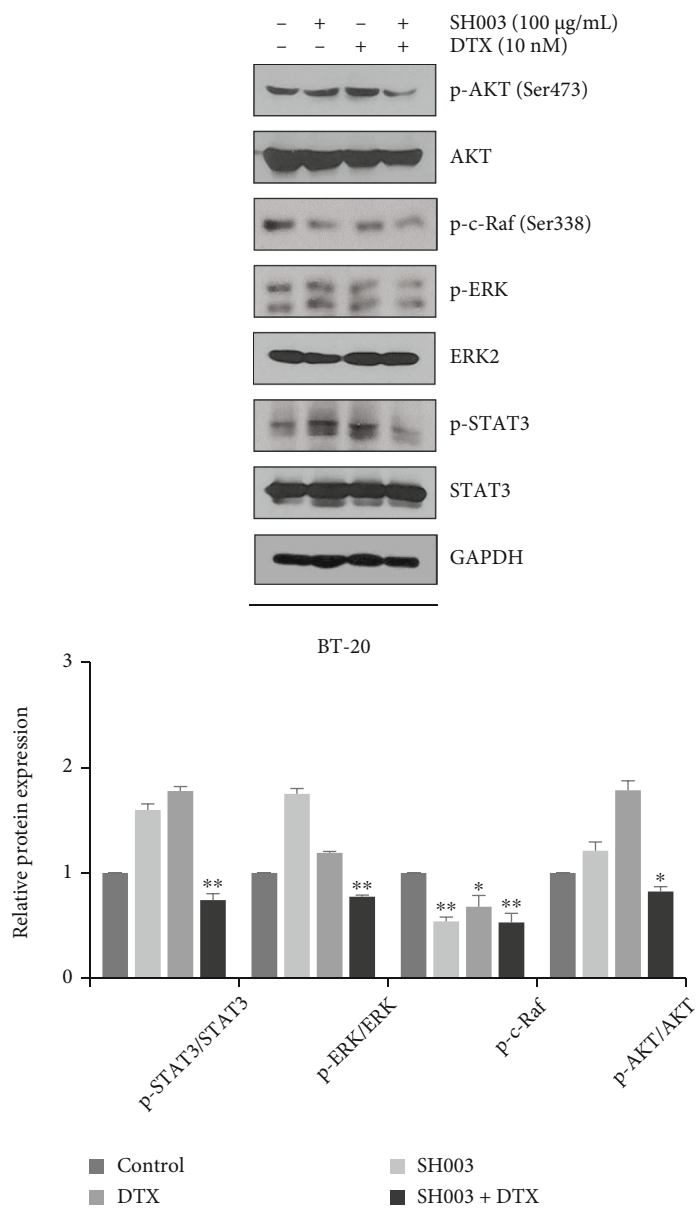 – + – + SH003 (100 μg/mL)
– – + + DTX (10 nM)
p-AKT (Ser473)
AKT
p-c-Raf (Ser338)
p-ERK
ERK2
p-STAT3
STAT3
GAPDH
BT-20
3
2
1
0
Relative protein expression
**
**
**
*
**
*
p-STAT3/STAT3
p-ERK/ERK
p-c-Raf
p-AKT/AKT
Control
SH003
DTX
SH003 + DTX